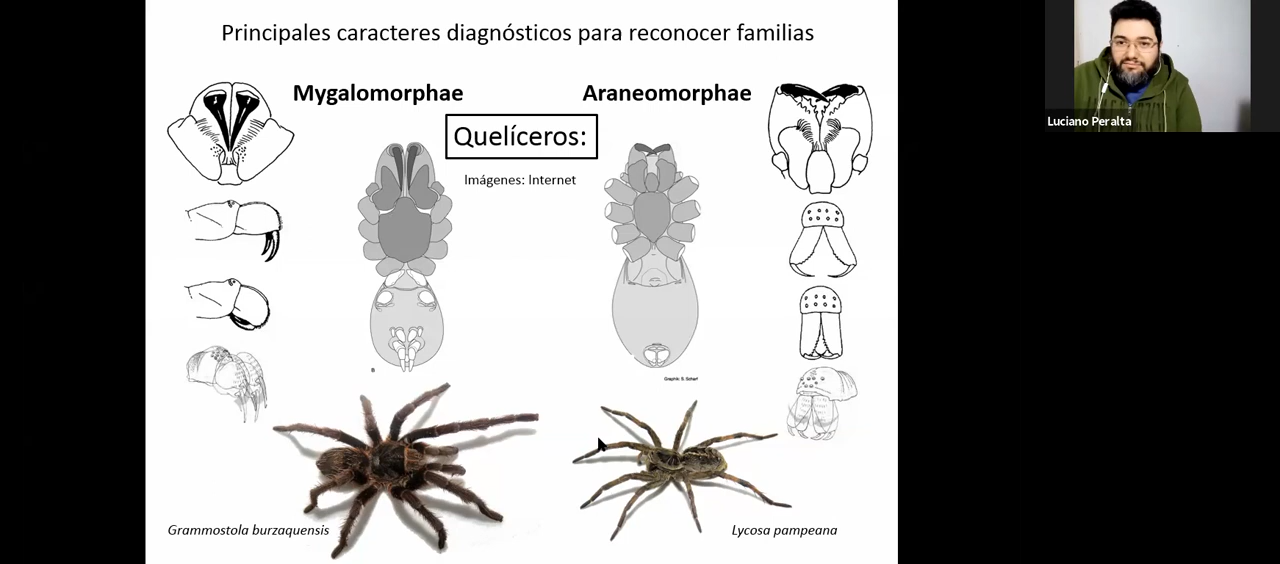 Principales caracteres diagnósticos para reconocer familias
Mygalomorphae
Araneomorphae
Quelíceros:
Imágenes: Internet
Luciano Peralta
B
Graphik: S. Scharf
Grammostola burzaquensis
Lycosa pampeana